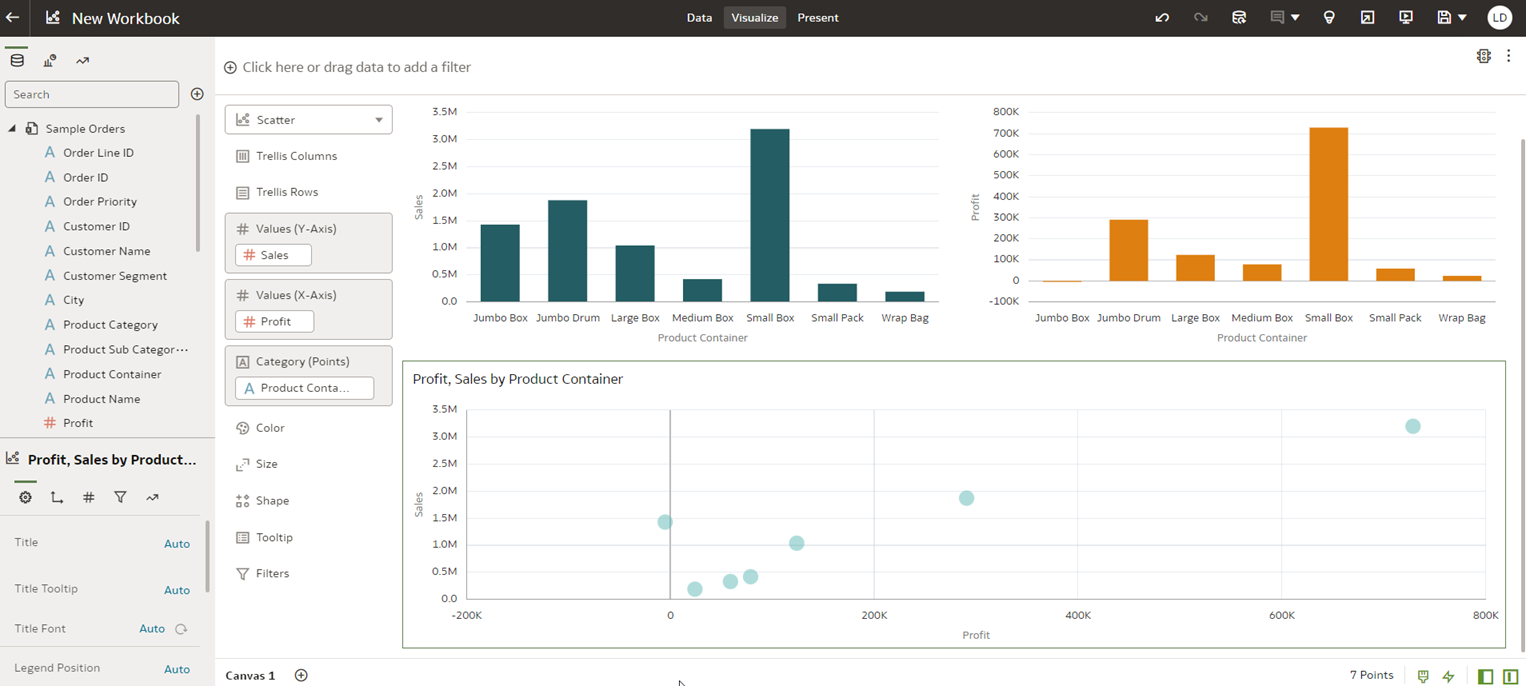 New Workbook
Data Visualize Present
LD
Search
Sample Orders
Order Line ID
Order ID
Order Priority
Customer ID
Customer Name
Customer Segment
City
Product Category
Product Sub Categor···
Product Container
Product Name
Profit
Profit, Sales by Product...
Title Auto
Title Tooltip Auto
Title Font Auto
Legend Position Auto
Click here or drag data to add a filter
Scatter
Trellis Columns
Trellis Rows
Values (Y-Axis)
Sales
Values (X-Axis)
Profit
Category (Points)
Product Conta...
Color
Size
Shape
Tooltip
Filters
3.5M
3.0M
2.5M
2.0M
1.5M
1.0M
0.5M
0.0
Sales
Jumbo Box Jumbo Drum Large Box Medium Box Small Box Small Pack Wrap Bag
Product Container
800K
700K
600K
500K
400K
300K
200K
100K
0
-100K
Profit
Jumbo Box Jumbo Drum Large Box Medium Box Small Box Small Pack Wrap Bag
Product Container
Profit, Sales by Product Container
3.5M
3.0M
2.5M
2.0M
1.5M
1.0M
0.5M
0.0
Sales
-200K 0 200K 400K 600K 800K
Profit
Canvas 1
7 Points